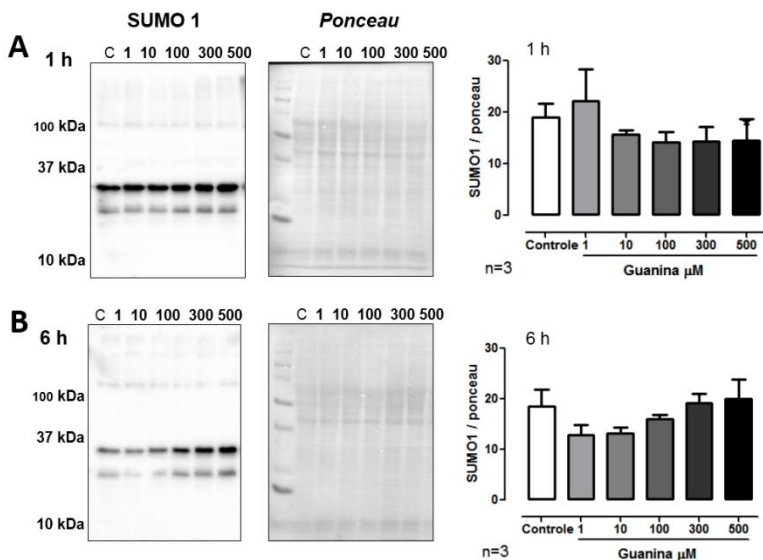 SUMO 1 Ponceau
A
1 h
C 1 10 100 300 500
C 1 10 100 300 500
100 kDa
37 kDa
10 kDa
1 h
30
20
10
0
SUMO1 / ponceau
Controle 1 10 100 300 500
Guanina µM
n=3
B
6 h
C 1 10 100 300 500
C 1 10 100 300 500
100 kDa
37 kDa
10 kDa
6 h
30
20
10
0
SUMO1 / ponceau
Controle 1 10 100 300 500
Guanina µM
n=3